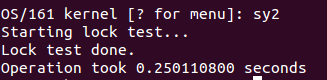 OS/161 kernel [? for menu]: sy2
Starting lock test...
Lock test done.
Operation took 0.250110800 seconds